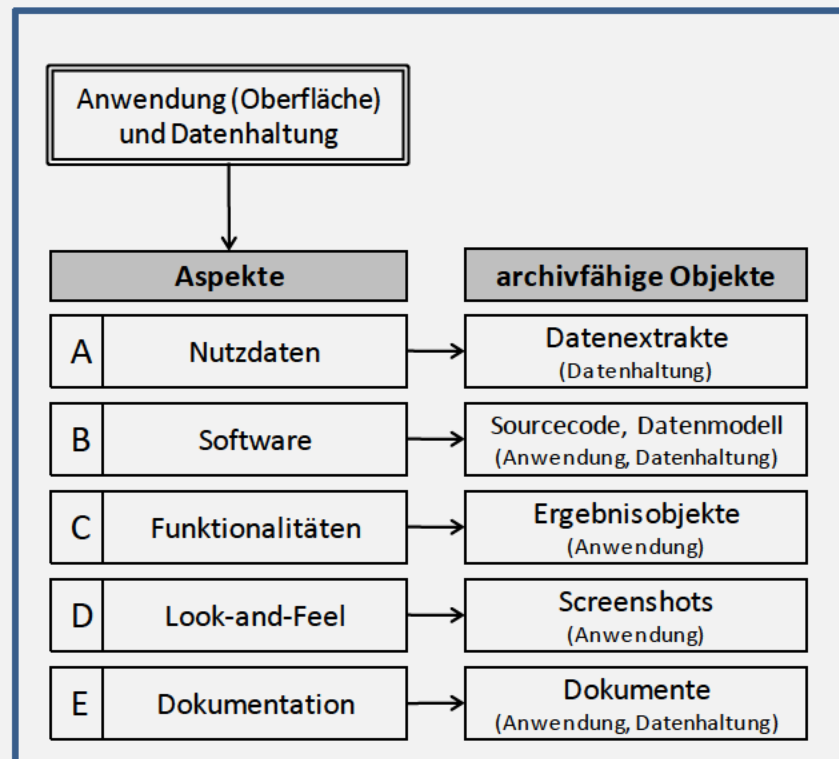 Anwendung (Oberfläche)
und Datenhaltung
Aspekte
archivfähige Objekte
A
Nutzdaten
Datenextrakte
(Datenhaltung)
B
Software
Sourcecode, Datenmodell
(Anwendung, Datenhaltung)
C
Funktionalitäten
Ergebnisobjekte
(Anwendung)
D
Look-and-Feel
Screenshots
(Anwendung)
E
Dokumentation
Dokumente
(Anwendung, Datenhaltung)